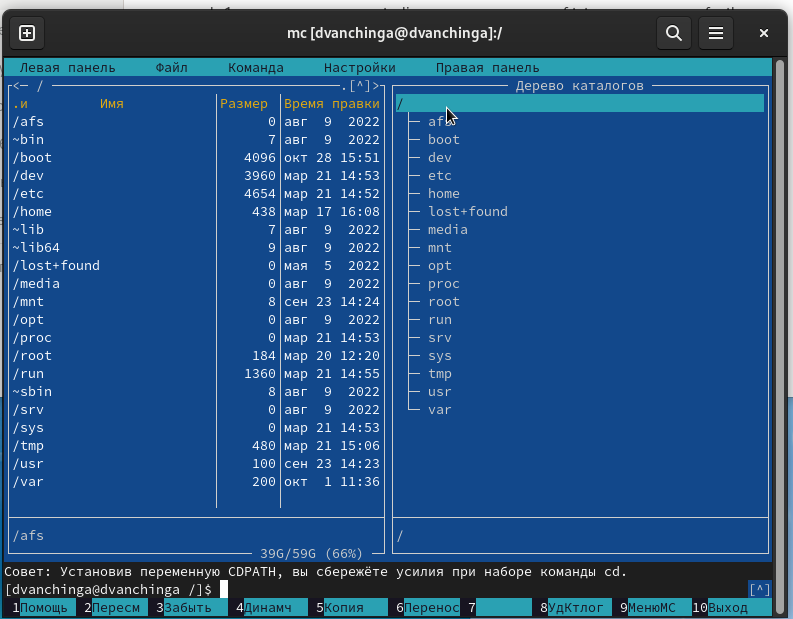 mc [dvanchinga@dvanchinga]:/
Левая панель Файл Команда Настройки Правая панель
<─ / .[^]>
.и Имя Размер Время правки
/afs 0 авг 9 2022
~bin 7 авг 9 2022
/boot 4096 окт 28 15:51
/dev 3960 мар 21 14:53
/etc 4654 мар 21 14:52
/home 438 мар 17 16:08
~lib 7 авг 9 2022
~lib64 9 авг 9 2022
/lost+found 0 мая 5 2022
/media 0 авг 9 2022
/mnt 8 сен 23 14:24
/opt 0 авг 9 2022
/proc 0 мар 21 14:53
/root 184 мар 20 12:20
/run 1360 мар 21 14:55
~sbin 8 авг 9 2022
/srv 0 авг 9 2022
/sys 0 мар 21 14:53
/tmp 480 мар 21 15:06
/usr 100 сен 23 14:23
/var 200 окт 1 11:36
/afs
39G/59G (66%)
Дерево каталогов
/
afs
boot
dev
etc
home
lost+found
media
mnt
opt
proc
root
run
srv
sys
tmp
usr
var
/
Совет: Установив переменную CDPATH, вы сбережёте усилия при наборе команды cd.
[dvanchinga@dvanchinga /]$ [^]
1Помощь 2Пересм 3Забыть 4Динамч 5Копия 6Перенос 7 8УдКтлог 9МенюМС 10Выход